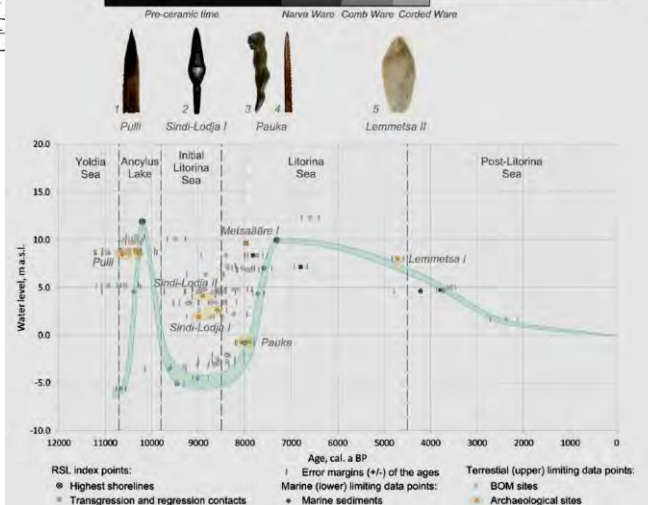 Pre-ceramic time Narva Ware Comb Ware Corded Ware
1 2 3 4 5
Pulli Sindi-Lodja I Pauka Lemmetsa II
20.0
Yoldia Sea Ancylus Lake Initial Litorina Sea Litorina Sea Post-Litorina Sea
15.0
10.0
Metsaääre I
Pulli
Lemmetsa I
5.0
Sindi-Lodja II
Sindi-Lodja I
0.0
Pauka
-5.0
-10.0
Water level, m a.s.l.
12000 11000 10000 9000 8000 7000 6000 5000 4000 3000 2000 1000 0
Age, cal. a BP
RSL index points:
Highest shorelines
Transgression and regression contacts
Error margins (+/-) of the ages
Marine (lower) limiting data points:
Marine sediments
Terrestial (upper) limiting data points:
BOM sites
Archaeological sites